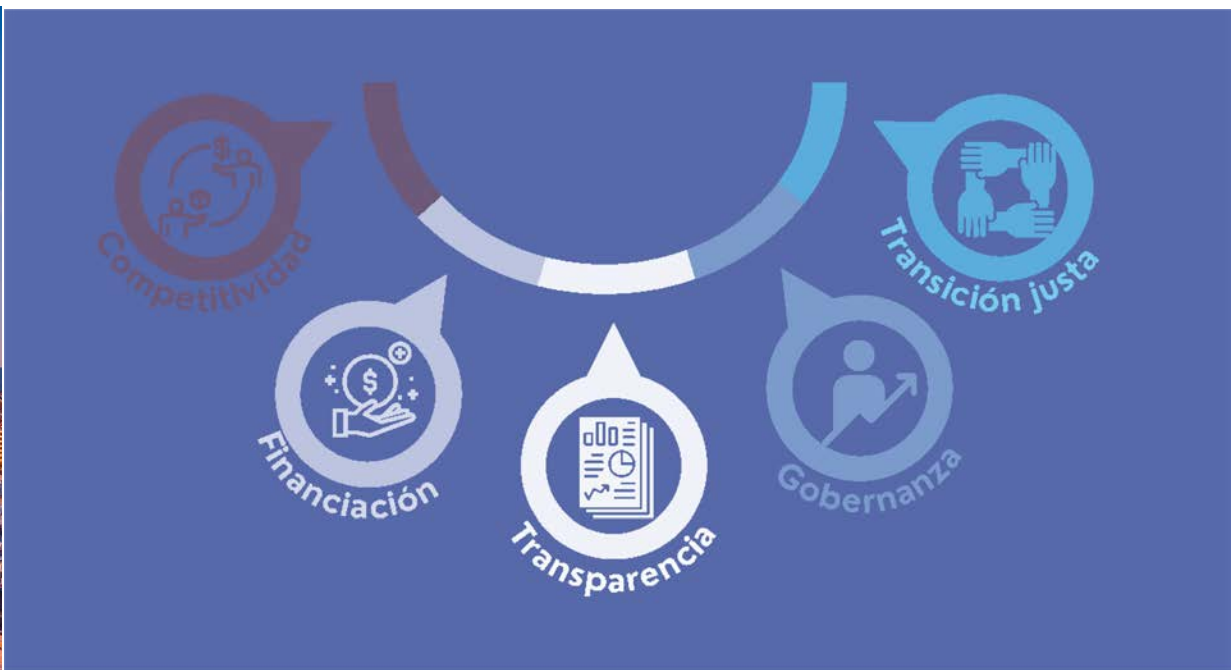 Competitividad
Financiación
Transparencia
Gobernanza
Transición justa